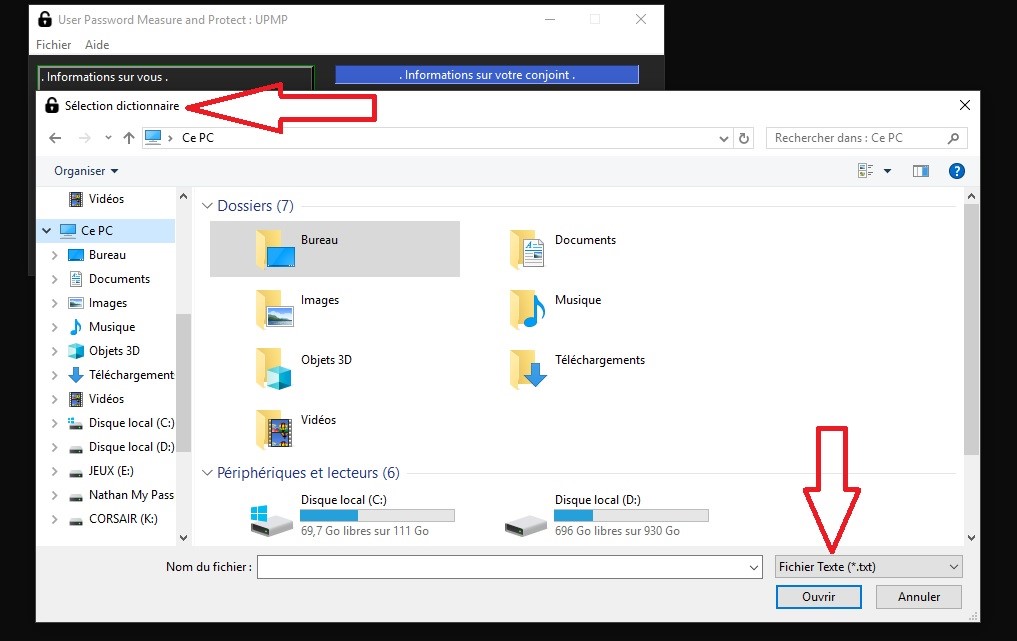 User Password Measure and Protect : UPMP
Fichier Aide
. Informations sur vous .
. Informations sur votre conjoint .
Sélection dictionnaire
Ce PC
Rechercher dans : Ce PC
Organiser
Vidéos
Ce PC
Bureau
Documents
Images
Musique
Objets 3D
Téléchargement
Vidéos
Disque local (C:)
Disque local (D:)
JEUX (E:)
Nathan My Pass
CORSAIR (K:)
Dossiers (7)
Bureau
Documents
Images
Musique
Objets 3D
Téléchargements
Vidéos
Périphériques et lecteurs (6)
Disque local (C:)
69,7 Go libres sur 111 Go
Disque local (D:)
696 Go libres sur 930 Go
Nom du fichier :
Fichier Texte (*.txt)
Ouvrir
Annuler